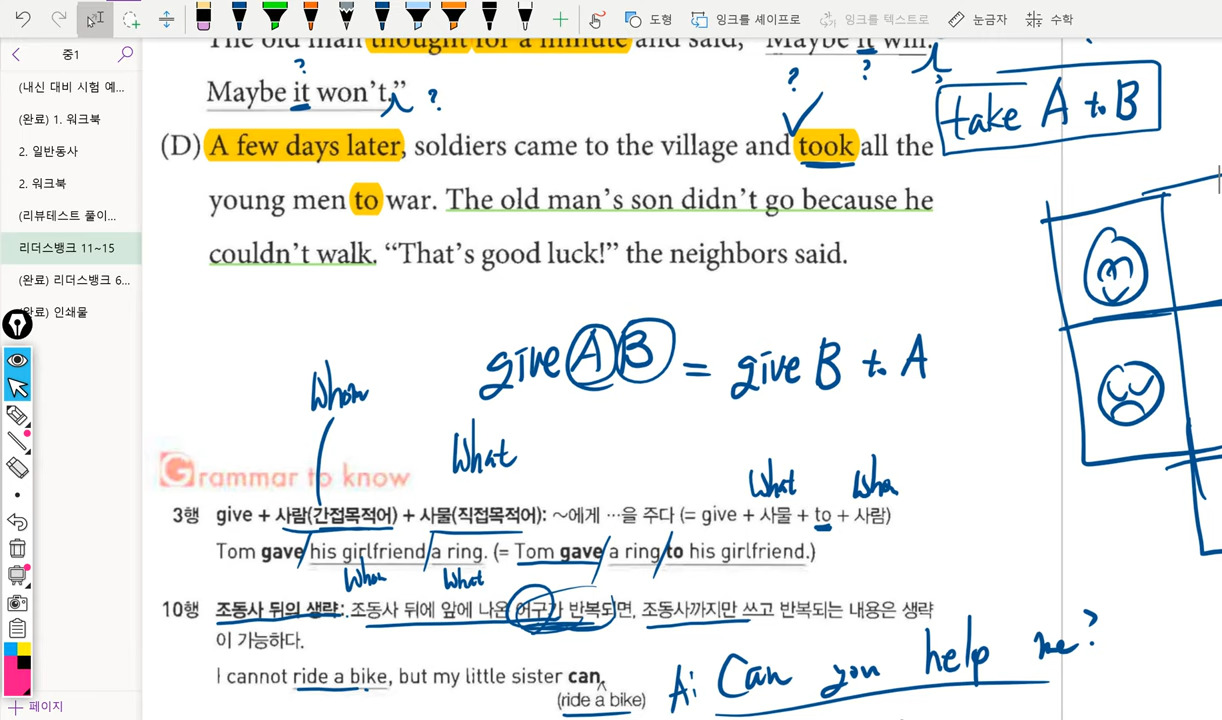 도형
잉크를 셰이프로
잉크를 텍스트로
눈금자
수학
중1
(내신 대비 시험 예...
(완료) 1. 워크북
2. 일반동사
2. 워크북
(리뷰테스트 풀이...
리더스뱅크 11~15
(완료) 리더스뱅크 6...
완료) 인쇄물
페이지
The old man thought for a minute and said, “Maybe it will.
?
?
?
Maybe it won’t.”
?
take A to B
(D) A few days later, soldiers came to the village and took all the
young men to war. The old man’s son didn’t go because he
couldn’t walk. “That’s good luck!” the neighbors said.
give A B = give B to A
Whom
What
Grammar to know
What
Whom
3행 give + 사람(간접목적어) + 사물(직접목적어): ~에게 …을 주다 (= give + 사물 + to + 사람)
Tom gave his girlfriend a ring. (= Tom gave a ring to his girlfriend.)
Whom
What
10행 조동사 뒤의 생략: 조동사 뒤에 앞에 나온 어구가 반복되면, 조동사까지만 쓰고 반복되는 내용은 생략
이 가능하다.
I cannot ride a bike, but my little sister can.
(ride a bike)
A: Can you help me?